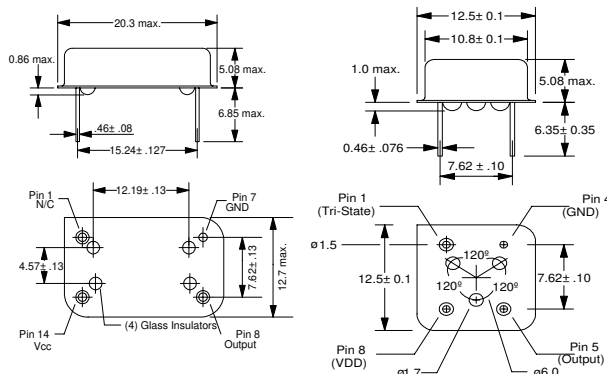 20.3 max.
0.86 max.
5.08 max.
6.85 max.
.46± .08
15.24± .127
12.5± 0.1
10.8± 0.1
1.0 max.
5.08 max.
6.35± 0.35
0.46± .076
7.62 ± .10
Pin 1
N/C
12.19± .13
Pin 7
GND
4.57± .13
7.62± .13
12.7 max.
(4) Glass Insulators
Pin 14
Vcc
Pin 8
Output
Pin 1
(Tri-State)
Pin 4
(GND)
ø1.5
120º
120º
120º
12.5± 0.1
7.62± .10
Pin 8
(VDD)
Pin 5
(Output)
ø1.7
ø6.0